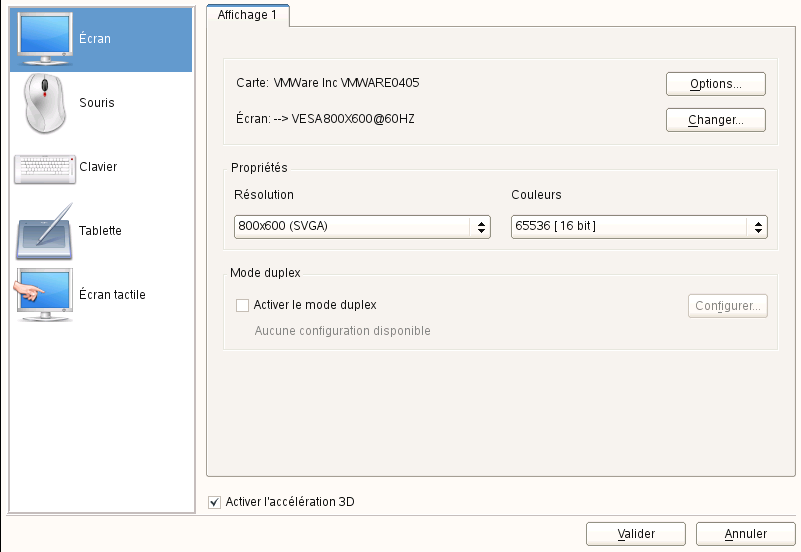 Écran
Souris
Clavier
Tablette
Écran tactile
Affichage 1
Carte: VMWare Inc VMWARE0405
Options...
Écran: --> VESA800X600@60HZ
Changer...
Propriétés
Résolution
Couleurs
800x600 (SVGA)
65536 [ 16 bit ]
Mode duplex
Activer le mode duplex
Configurer...
Aucune configuration disponible
Activer l'accélération 3D
Valider
Annuler